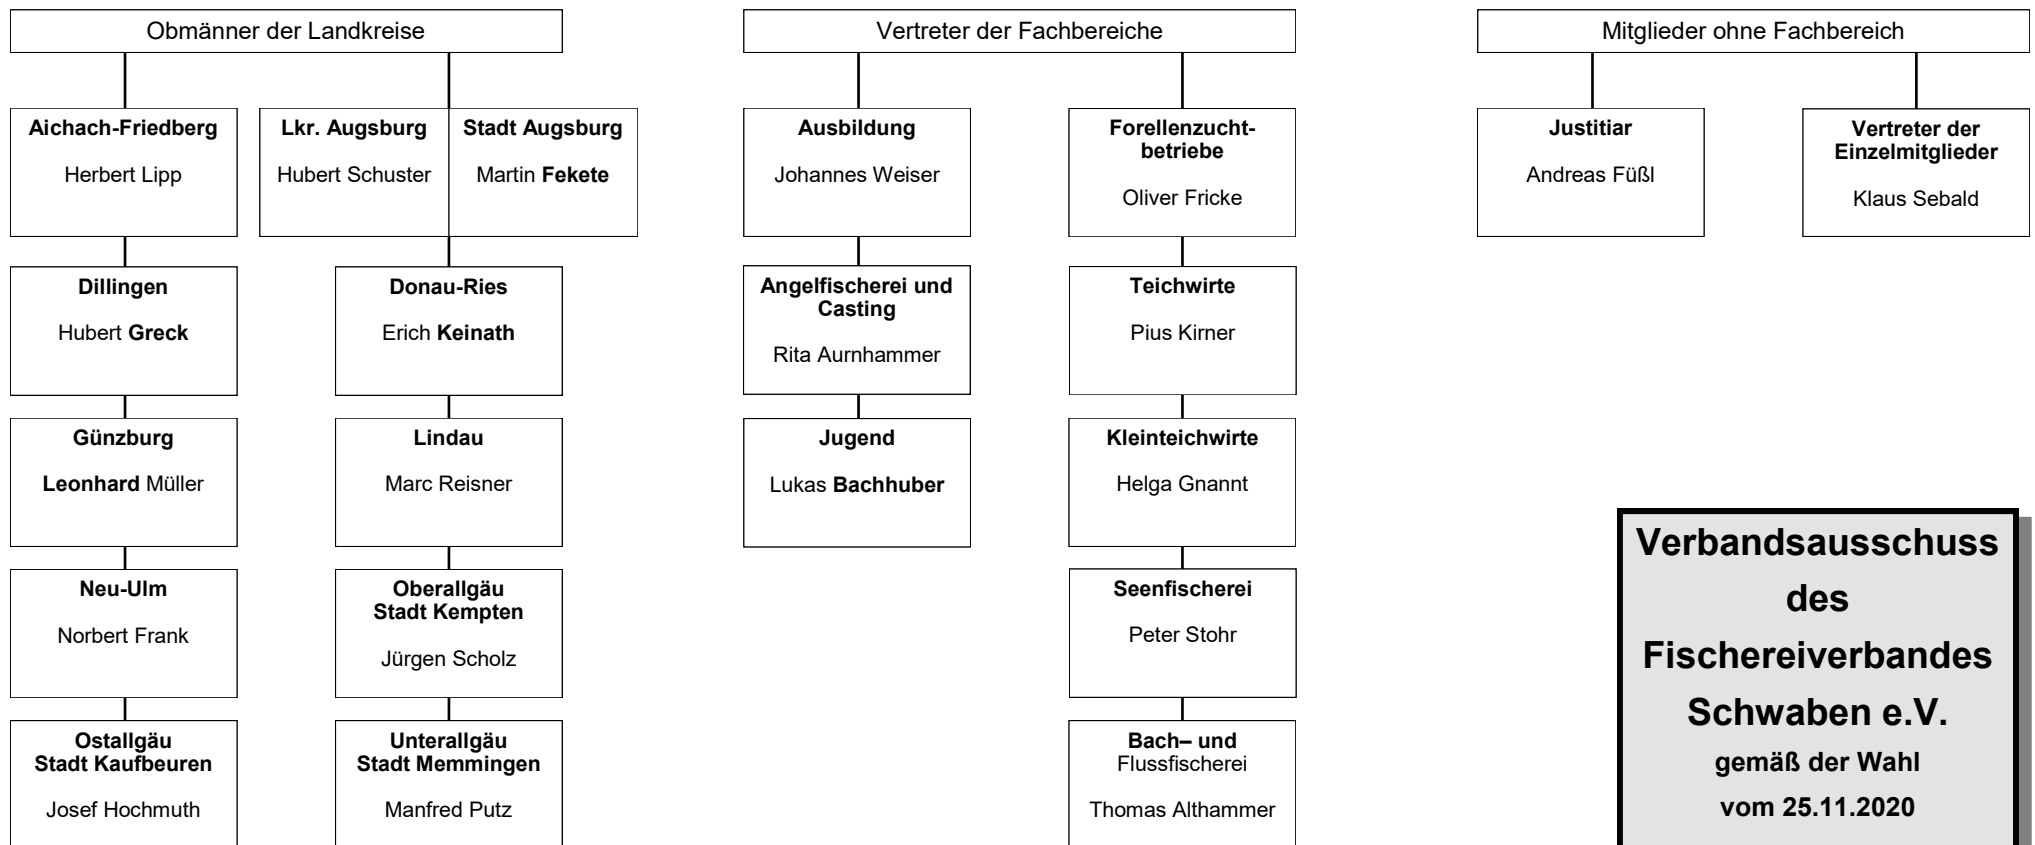 Obmänner der Landkreise
Aichach-Friedberg
Herbert Lipp
Lkr. Augsburg
Hubert Schuster
Stadt Augsburg
Martin Fekete
Dillingen
Hubert Greck
Donau-Ries
Erich Keinath
Günzburg
Leonhard Müller
Lindau
Marc Reisner
Neu-Ulm
Norbert Frank
Oberallgäu
Stadt Kempten
Jürgen Scholz
Ostallgäu
Stadt Kaufbeuren
Josef Hochmuth
Unterallgäu
Stadt Memmingen
Manfred Putz
Vertreter der Fachbereiche
Ausbildung
Johannes Weiser
Forellenzucht-
betriebe
Oliver Fricke
Angelfischerei und
Casting
Rita Aurnhammer
Teichwirte
Pius Kirner
Jugend
Lukas Bachhuber
Kleinteichwirte
Helga Gnannt
Seenfischerei
Peter Stohr
Bach– und
Flussfischerei
Thomas Althammer
Mitglieder ohne Fachbereich
Justitiar
Andreas Füßl
Vertreter der
Einzelmitglieder
Klaus Sebald
Verbandsausschuss
des
Fischereiverbandes
Schwaben e.V.
gemäß der Wahl
vom 25.11.2020